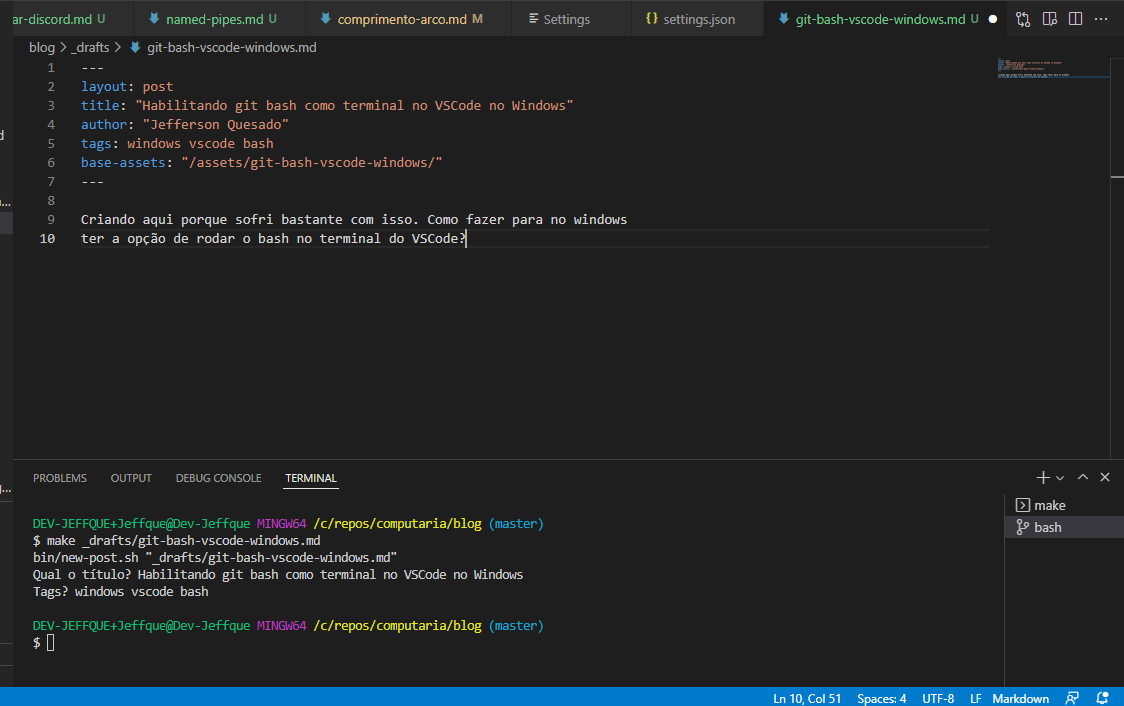 ar-discord.md U named-pipes.md U comprimento-arco.md M Settings {} settings.json git-bash-vscode-windows.md U
blog > _drafts > git-bash-vscode-windows.md
1 ---
2 layout: post
3 title: "Habilitando git bash como terminal no VSCode no Windows"
4 author: "Jefferson Quesado"
5 tags: windows vscode bash
6 base-assets: "/assets/git-bash-vscode-windows/"
7 ---
8
9 Criando aqui porque sofri bastante com isso. Como fazer para no windows
10 ter a opção de rodar o bash no terminal do VSCode?
PROBLEMS OUTPUT DEBUG CONSOLE TERMINAL
DEV-JEFFQUE+Jeffque@Dev-Jeffque MINGW64 /c/repos/computaria/blog (master)
$ make _drafts/git-bash-vscode-windows.md
bin/new-post.sh "_drafts/git-bash-vscode-windows.md"
Qual o título? Habilitando git bash como terminal no VSCode no Windows
Tags? windows vscode bash
DEV-JEFFQUE+Jeffque@Dev-Jeffque MINGW64 /c/repos/computaria/blog (master)
$
make
bash
Ln 10, Col 51 Spaces: 4 UTF-8 LF Markdown